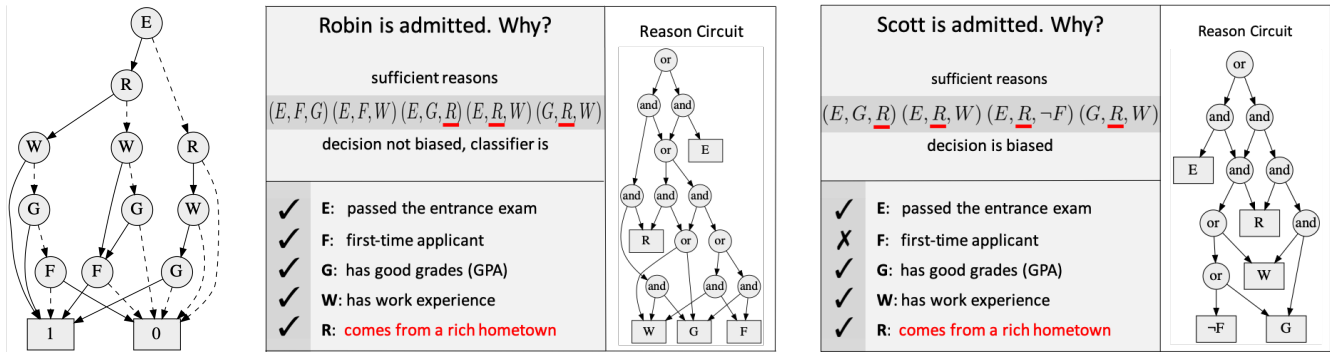 E
R
W
W
R
G
G
W
F
F
G
1
0
Robin is admitted. Why?
sufficient reasons
(E, F, G) (E, F, W) (E, G, R) (E, R, W) (G, R, W)
decision not biased, classifier is
✓ E: passed the entrance exam
✓ F: first-time applicant
✓ G: has good grades (GPA)
✓ W: has work experience
✓ R: comes from a rich hometown
Reason Circuit
or
and and
or E
and and and
R or or
and and and
W G F
Scott is admitted. Why?
sufficient reasons
(E, G, R) (E, R, W) (E, R, ¬F) (G, R, W)
decision is biased
✓ E: passed the entrance exam
✗ F: first-time applicant
✓ G: has good grades (GPA)
✓ W: has work experience
✓ R: comes from a rich hometown
Reason Circuit
or
and and
E and and
or R and
or W
¬F G